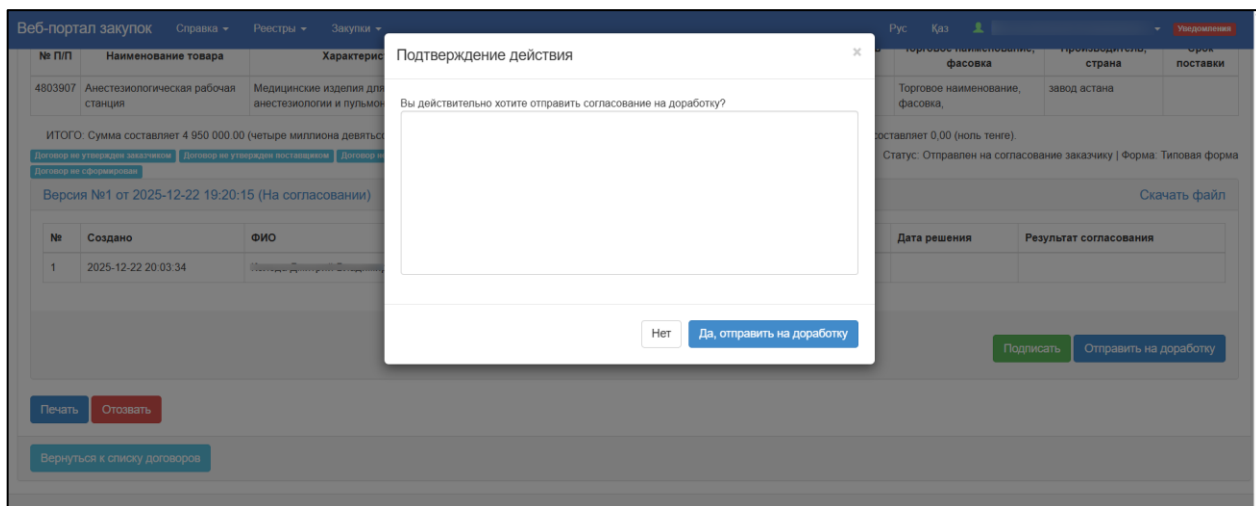 Веб-портал закупок Справка Реестры Закупки Рус Қаз Уведомления
Подтверждение действия ×
№ П/П Наименование товара Характерис Торговое наименование, фасовка Производитель, страна Срок поставки
4803907 Анестезиологическая рабочая станция Медицинские изделия для анестезиологии и пульмон Торговое наименование, фасовка, завод астана
Вы действительно хотите отправить согласование на доработку?
ИТОГО: Сумма составляет 4 950 000.00 (четыре миллиона девятьс составляет 0,00 (ноль тенге).
Договор не утвержден заказчиком Договор не утвержден поставщиком Договор не
Договор не сформирован
Статус: Отправлен на согласование заказчику | Форма: Типовая форма
Версия №1 от 2025-12-22 19:20:15 (На согласовании) Скачать файл
№ Создано ФИО Дата решения Результат согласования
1 2025-12-22 20:03:34
Нет Да, отправить на доработку
Подписать Отправить на доработку
Печать Отозвать
Вернуться к списку договоров